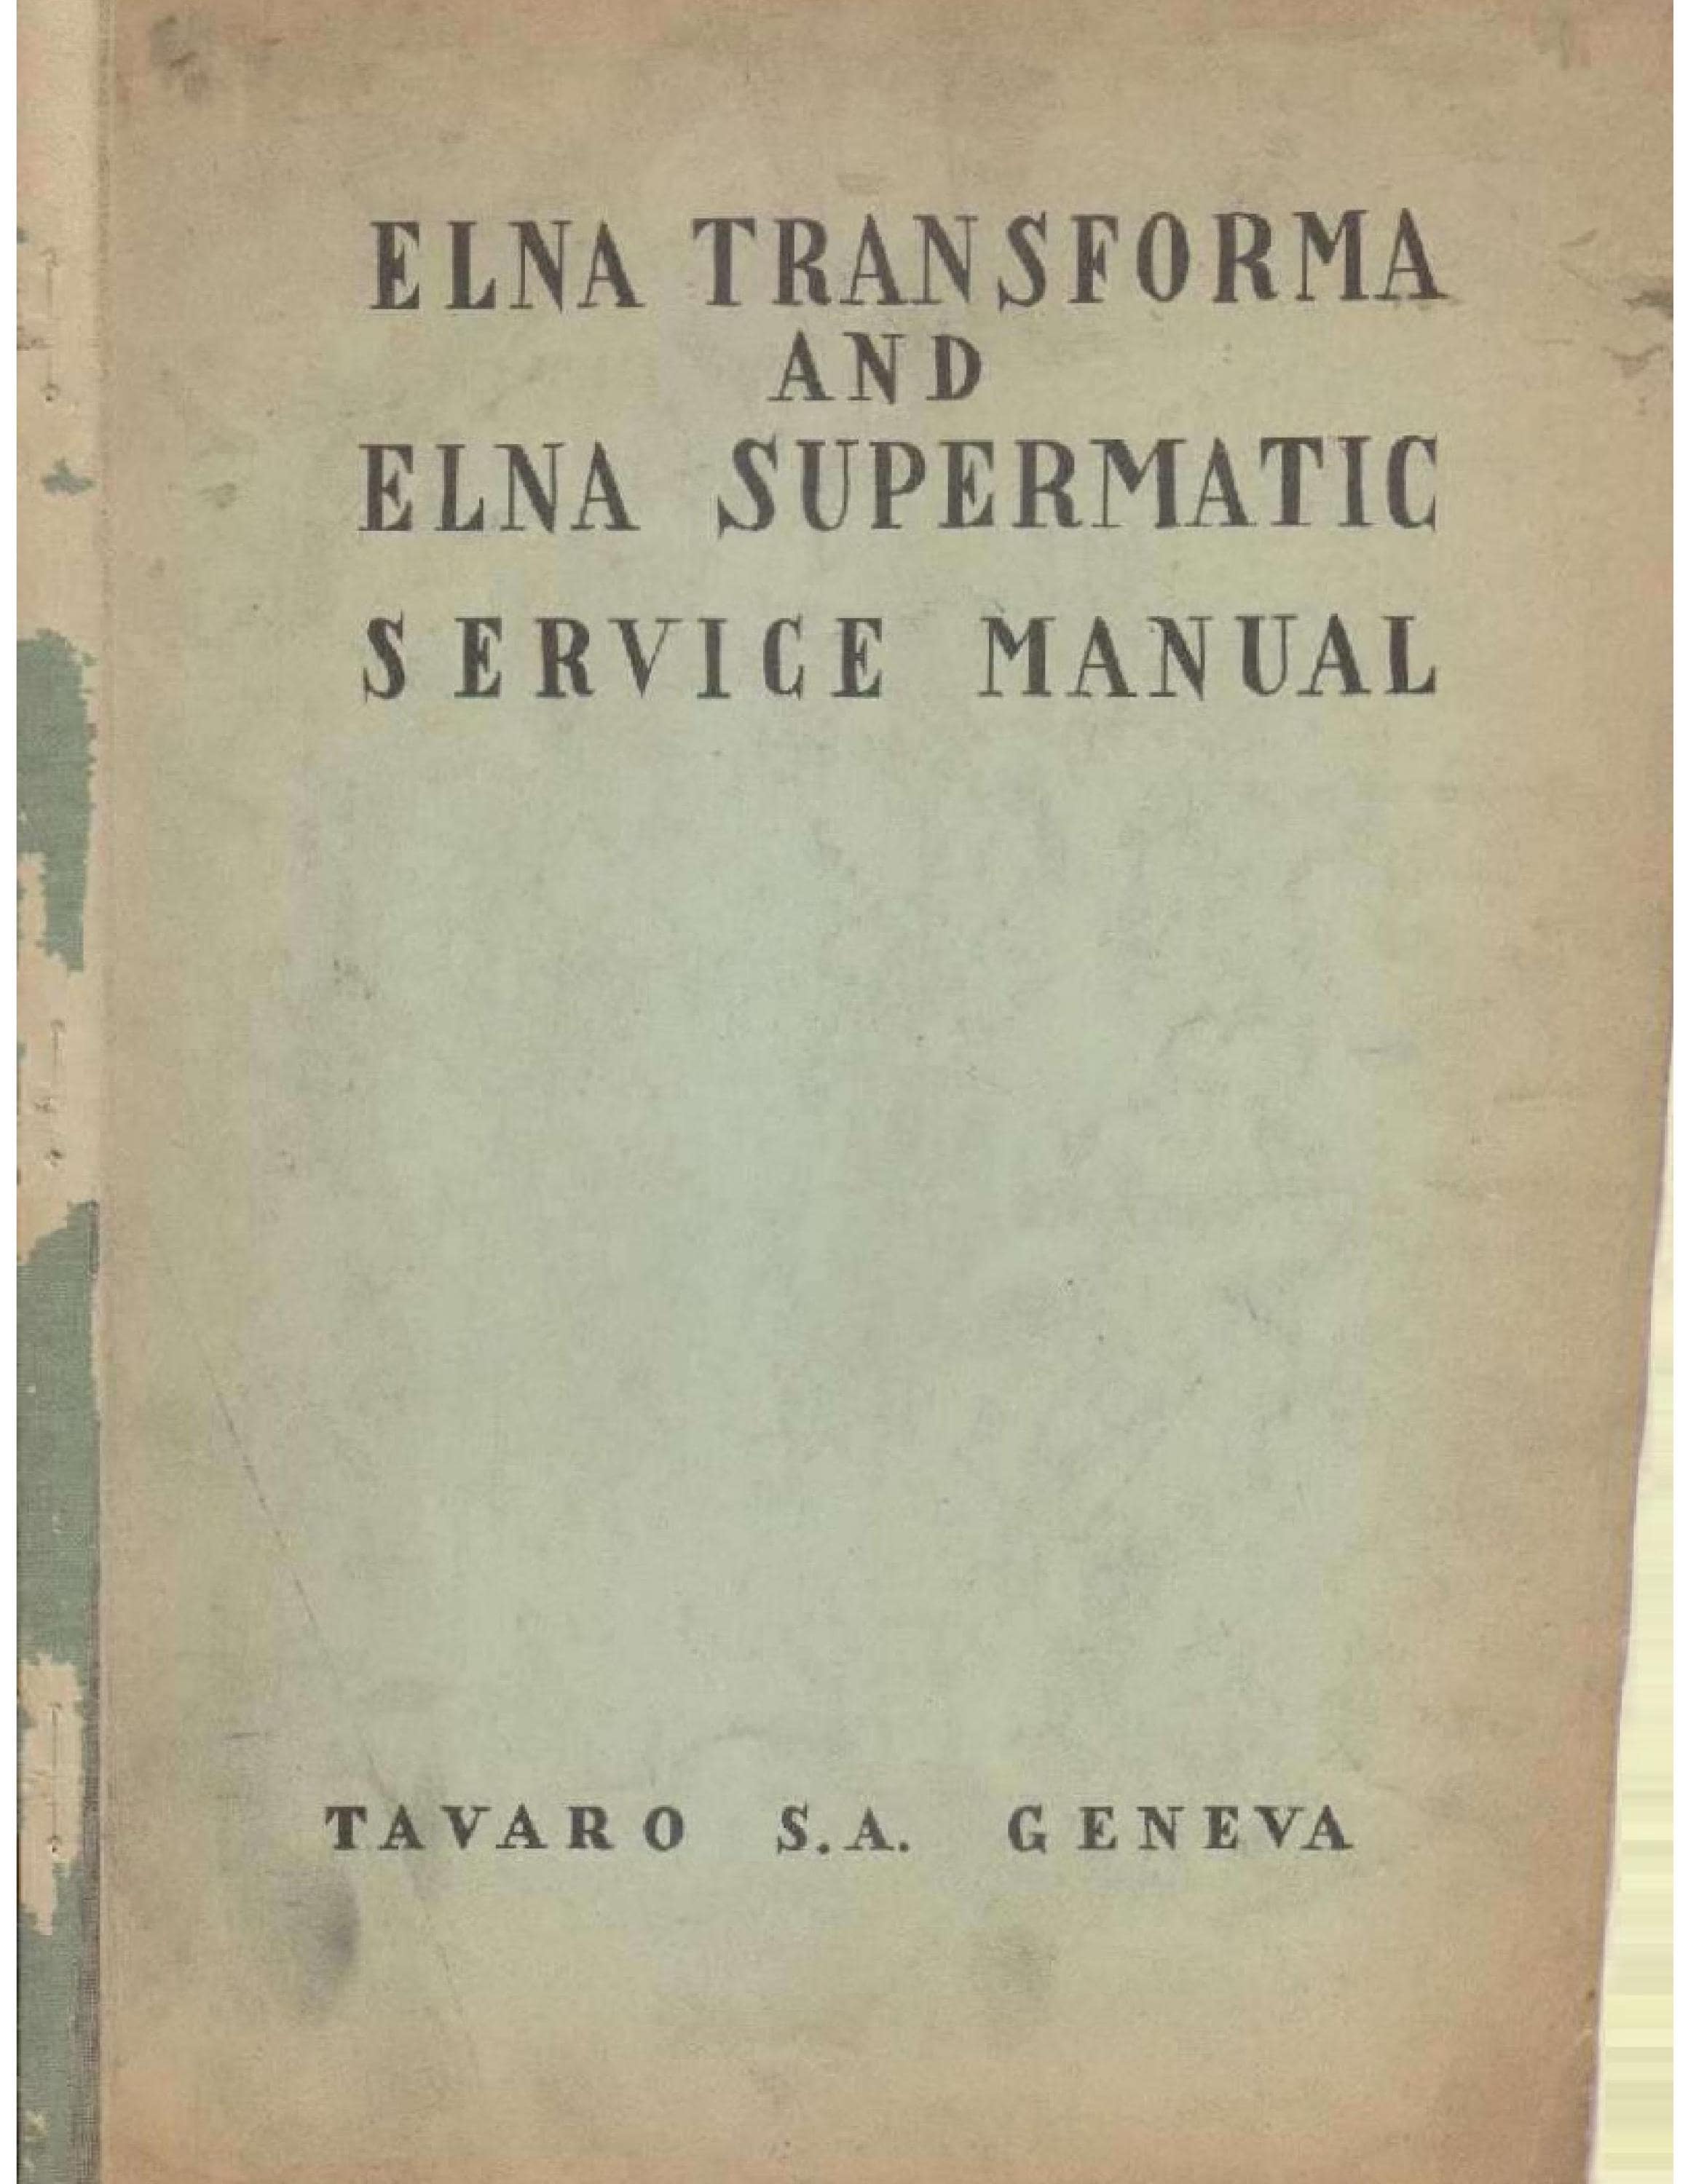 ELNA TRANSFORMA
AND
ELNA SUPERMATIC
SERVICE MANUAL
TAVARO S.A. GENEVA